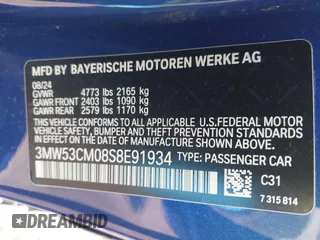 MFD BY BAYERISCHE MOTOREN WERKE AG
08/24
GVWR 4773 lbs 2165 kg
GAWR FRONT 2403 lbs 1090 kg
GAWR REAR 2579 lbs 1170 kg
THIS VEHICLE CONFORMS TO ALL APPLICABLE
U.S. FEDERAL MOTOR VEHICLE SAFETY,
BUMPER, AND THEFT PREVENTION
STANDARDS IN EFFECT ON THE DATE OF
MANUFACTURE SHOWN ABOVE.
3MW53CM08S8E91934 TYPE: PASSENGER CAR
C31
7 315 814